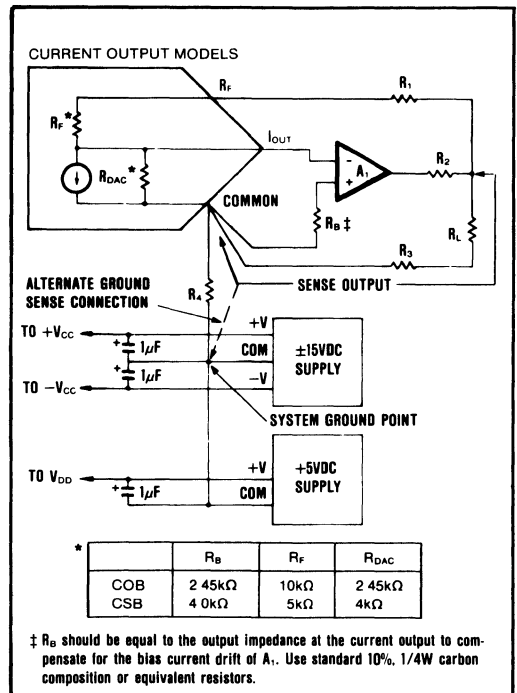 CURRENT OUTPUT MODELS
RF
R1
RF*
IOUT
RDAC*
A1
-
+
R2
COMMON
RB ‡
RL
R3
SENSE OUTPUT
ALTERNATE GROUND
SENSE CONNECTION
R4
TO +VCC
+V
+
1µF
COM
±15VDC
SUPPLY
+
1µF
TO -VCC
-V
SYSTEM GROUND POINT
TO VDD
+V
+5VDC
SUPPLY
+
1µF
COM
*
RB RF RDAC
COB 2 45kΩ 10kΩ 2 45kΩ
CSB 4 0kΩ 5kΩ 4kΩ
‡ RB should be equal to the output impedance at the current output to com-
pensate for the bias current drift of A1. Use standard 10%, 1/4W carbon
composition or equivalent resistors.